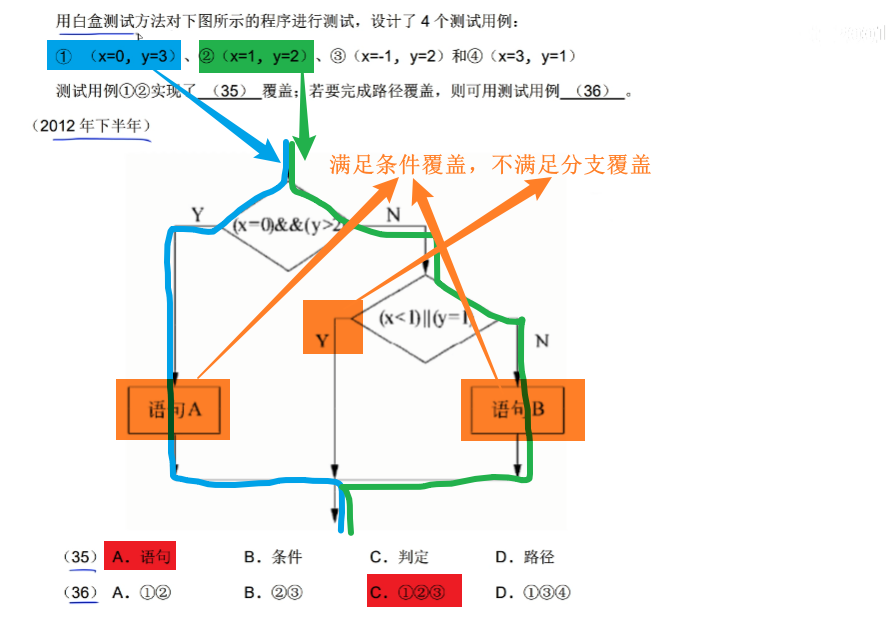 用白盒测试方法对下图所示的程序进行测试，设计了 4 个测试用例：
① （x=0，y=3）、②（x=1，y=2）、③（x=-1，y=2）和④（x=3，y=1）
测试用例①②实现了 （35） 覆盖；若要完成路径覆盖，则可用测试用例 （36） 。
（2012 年下半年）
满足条件覆盖，不满足分支覆盖
Y
N
(x=0)&&(y>2
(x<1)||(y=1
Y
N
语句A
语句B
（35） A．语句 B．条件 C．判定 D．路径
（36） A．①② B．②③ C．①②③ D．①③④